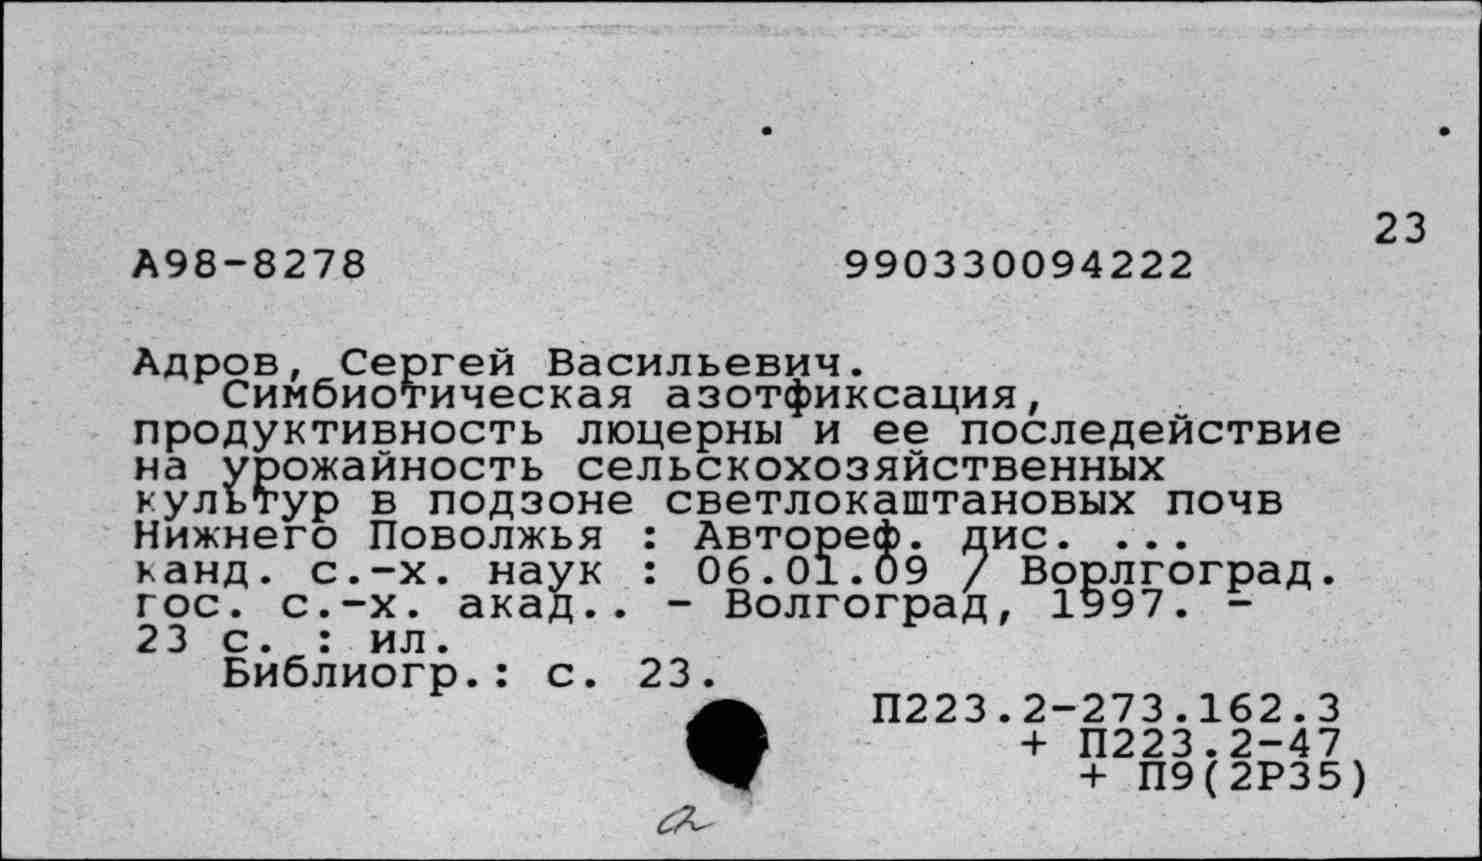 23
А98-8278 990330094222
Адров, Сергей Васильевич.
Симбиотическая азотфиксация,
продуктивность люцерны и ее последействие
на урожайность сельскохозяйственных
культур в подзоне светлокаштановых почв
Нижнего Поволжья : Автореф. дис. ...
канд. с.-х. наук : 06.01.09 / Ворлгоград.
гос. с.-х. акад.. - Волгоград, 1997. -
23 с. : ил.
Библиогр.: с. 23.
П223.2-273.162.3
+ П223.2-47
+ П9(2Р35)